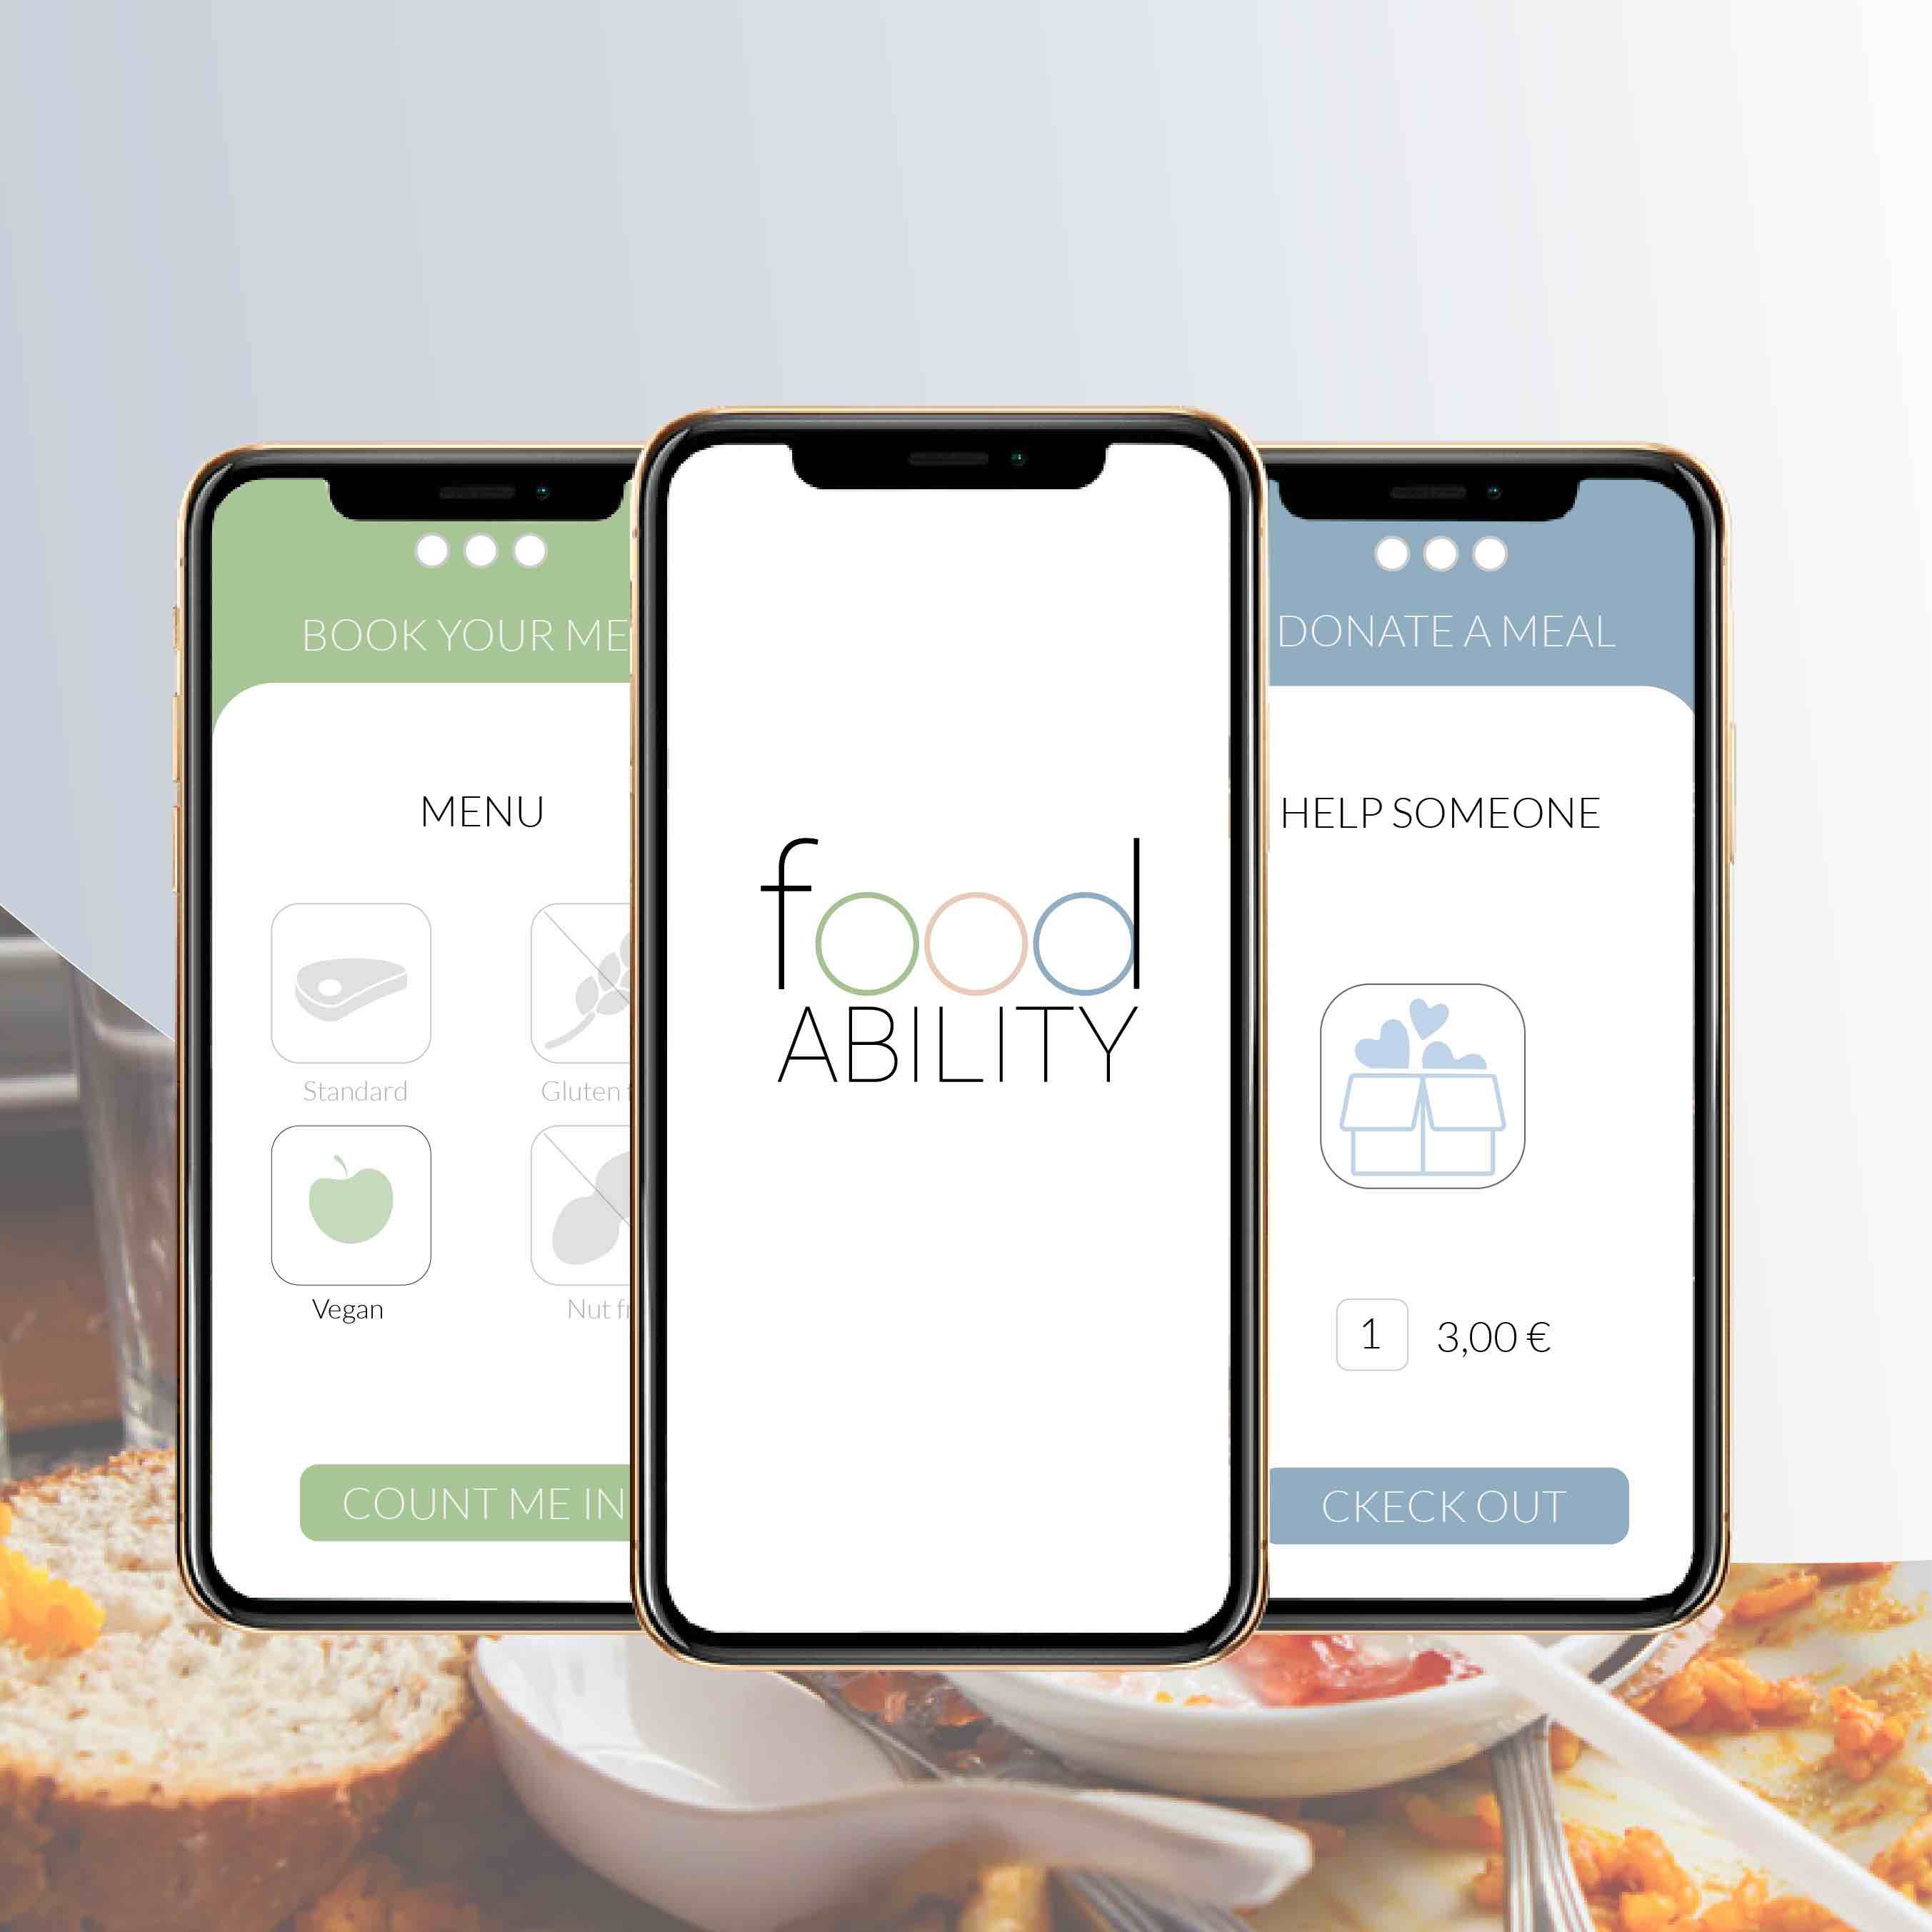 BOOK YOUR ME
MENU
Standard
Gluten
Vegan
Nut
COUNT ME IN
food
ABILITY
DONATE A MEAL
HELP SOMEONE
1 3,00 €
CKECK OUT